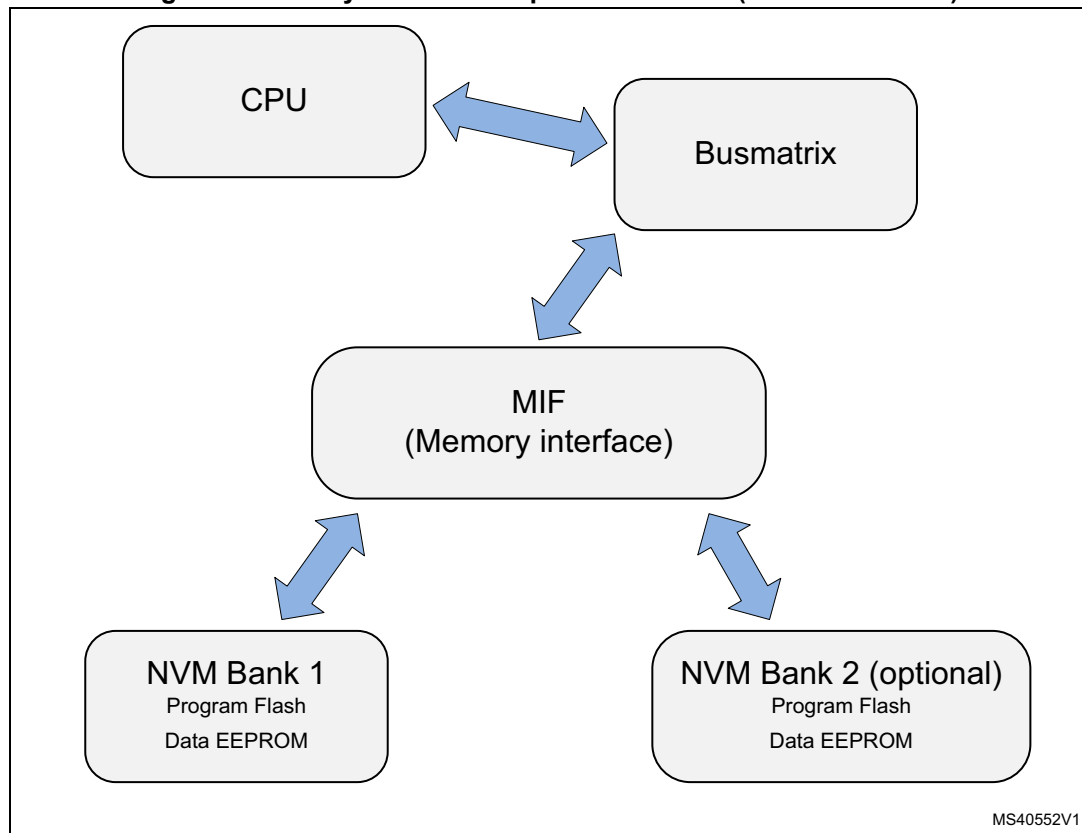 CPU
Busmatrix
MIF
(Memory interface)
NVM Bank 1
Program Flash
Data EEPROM
NVM Bank 2 (optional)
Program Flash
Data EEPROM
MS40552V1